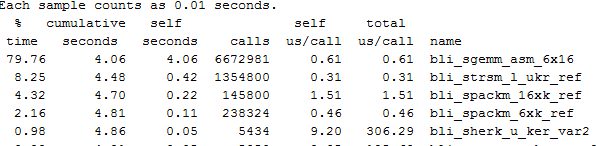 Each sample counts as 0.01 seconds.
% cumulative self self total
time seconds seconds calls us/call us/call name
79.76 4.06 4.06 6672981 0.61 0.61 bli_sgemm_asm_6x16
8.25 4.48 0.42 1354800 0.31 0.31 bli_strsm_l_ukr_ref
4.32 4.70 0.22 145800 1.51 1.51 bli_spackm_16xk_ref
2.16 4.81 0.11 238324 0.46 0.46 bli_spackm_6xk_ref
0.98 4.86 0.05 5434 9.20 306.29 bli_sherk_u_ker_var2